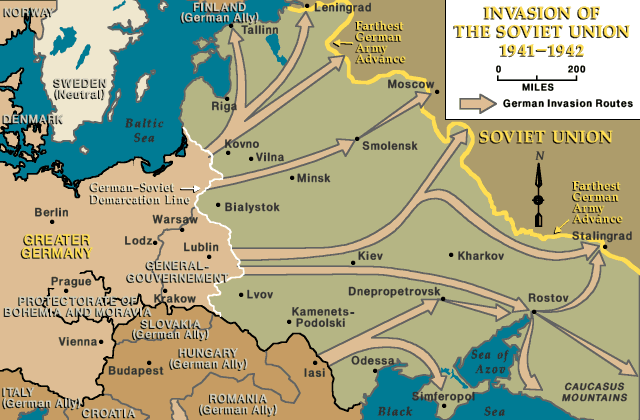 NORWAY
FINLAND
(German Ally)
Leningrad
Tallinn
Farthest
German
Army
Advance
INVASION OF
THE SOVIET UNION
1941–1942
0 200
MILES
German Invasion Routes
SWEDEN
(Neutral)
Riga
Moscow
DENMARK
Baltic
Sea
Kovno
Vilna
Smolensk
SOVIET UNION
N
Minsk
German–Soviet
Demarcation Line
Bialystok
Farthest
German
Army
Advance
Berlin
Warsaw
Stalingrad
GREATER
GERMANY
Lodz
Lublin
Kiev
Kharkov
GENERAL-
GOUVERNEMENT
Prague
Lvov
Dnepropetrovsk
Rostov
PROTECTORATE OF
BOHEMIA AND MORAVIA
Krakow
Kamenets-
Podolski
SLOVAKIA
(German Ally)
Vienna
HUNGARY
(German Ally)
Budapest
Iasi
Odessa
Sea of
Azov
CAUCASUS
MOUNTAINS
ITALY
(German Ally)
ROMANIA
(German Ally)
Simferopol
CROATIA
Black Sea